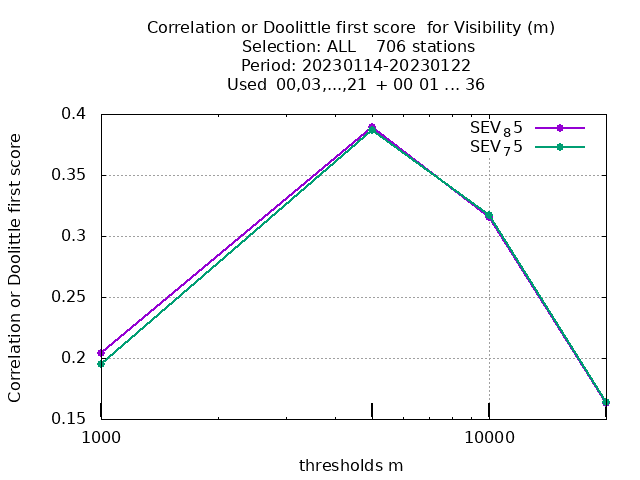 Correlation or Doolittle first score  for Visibility (m)
Selection: ALL    706 stations
Period: 20230114-20230122
Used  00,03,...,21  + 00 01 ... 36
SEV₈5
SEV₇5
0.4
0.35
0.3
0.25
0.2
0.15
Correlation or Doolittle first score
1000
10000
thresholds m